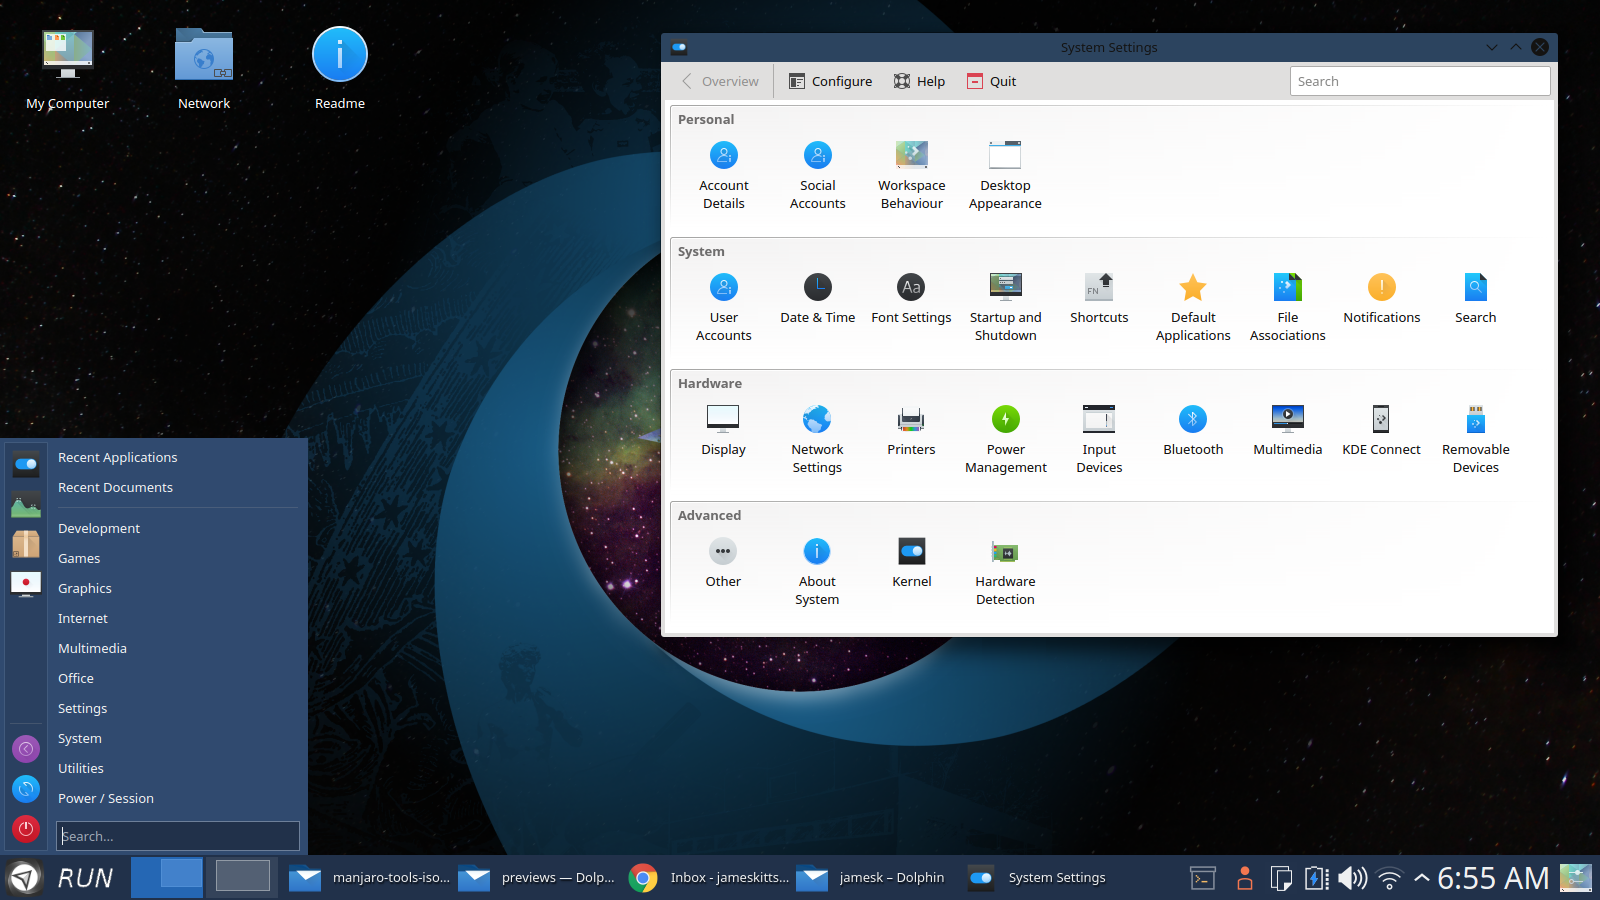 My Computer
Network
Readme
System Settings
Overview
Configure
Help
Quit
Search
Personal
Account Details
Social Accounts
Workspace Behaviour
Desktop Appearance
System
User Accounts
Date & Time
Font Settings
Startup and Shutdown
Shortcuts
Default Applications
File Associations
Notifications
Search
Aa
FN
Hardware
Display
Network Settings
Printers
Power Management
Input Devices
Bluetooth
Multimedia
KDE Connect
Removable Devices
Advanced
Other
About System
Kernel
Hardware Detection
Recent Applications
Recent Documents
Development
Games
Graphics
Internet
Multimedia
Office
Settings
System
Utilities
Power / Session
Search...
RUN
manjaro-tools-iso...
previews — Dolp...
Inbox - jameskitts...
jamesk – Dolphin
System Settings
6:55 AM